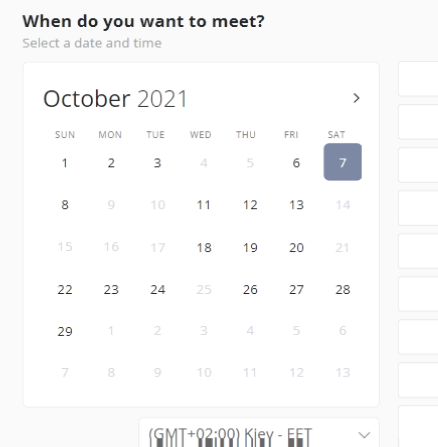 When do you want to meet?
Select a date and time
October 2021
SUN MON TUE WED THU FRI SAT
1 2 3 4 5 6 7
8 9 10 11 12 13 14
15 16 17 18 19 20 21
22 23 24 25 26 27 28
29 1 2 3 4 5 6
7 8 9 10 11 12 13
(GMT+02:00) Kiev - EET